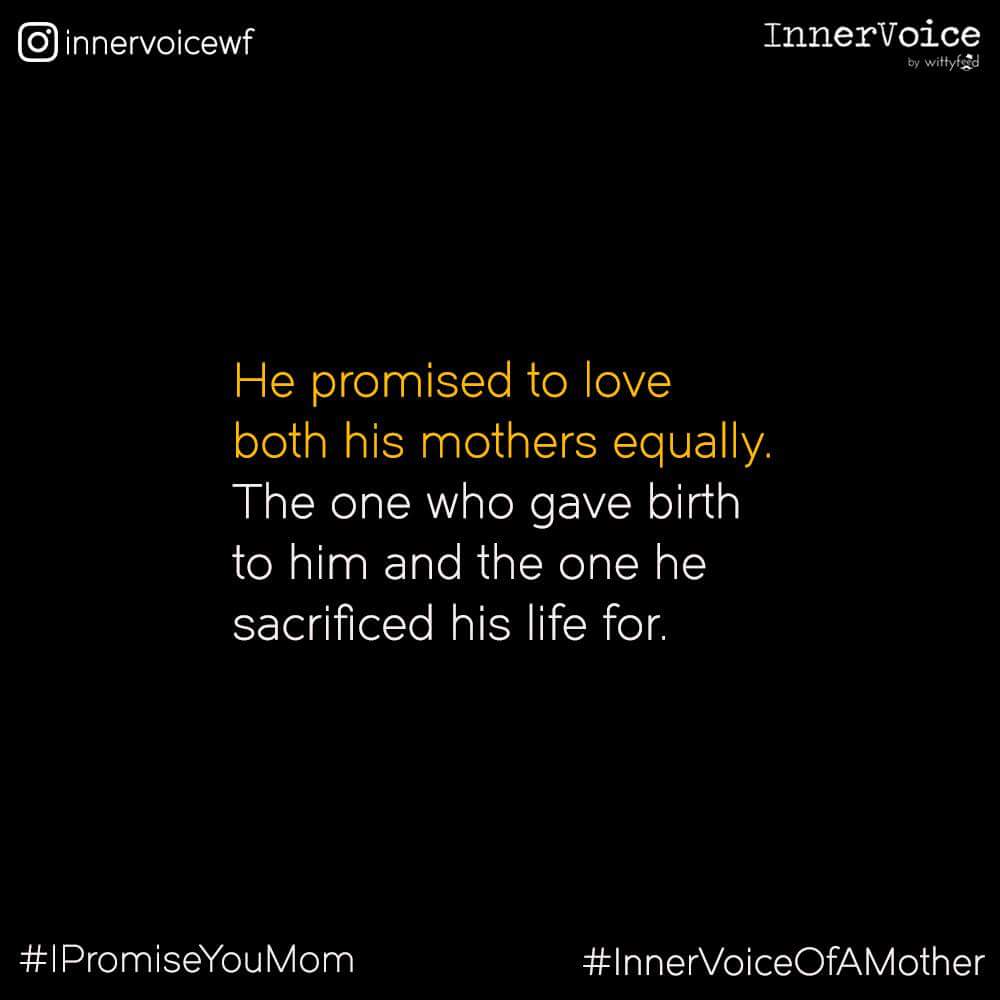 innervoicewf
InnerVoice
by wittyfeed
He promised to love
both his mothers equally.
The one who gave birth
to him and the one he
sacrificed his life for.
#IPromiseYouMom
#InnerVoiceOfAMother